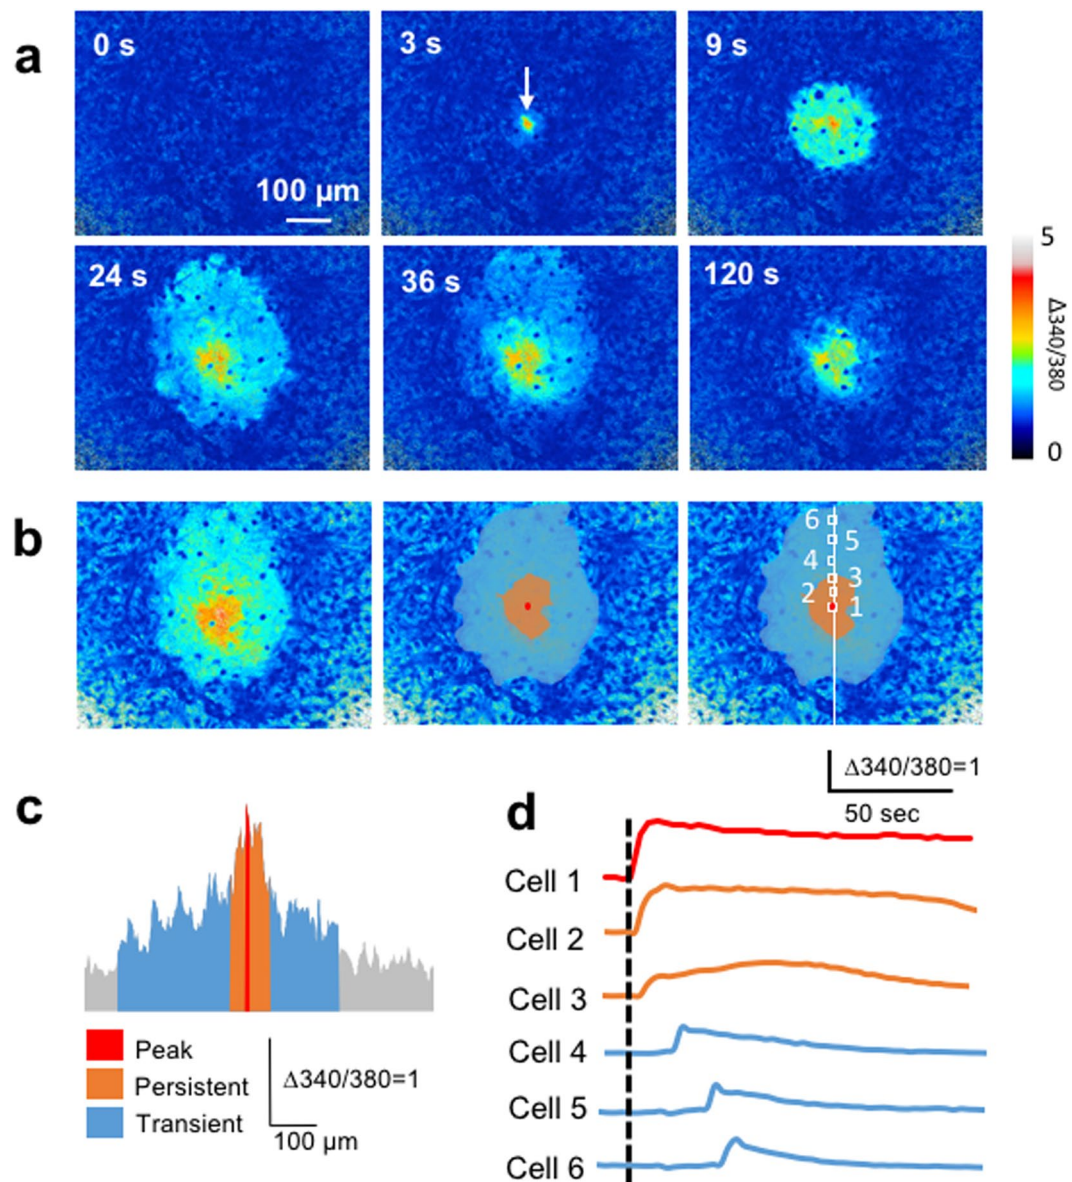 a
0 s
3 s
9 s
100 µm
24 s
36 s
120 s
5
Δ340/380
0
b
6
5
4
3
2
1
Δ340/380=1
50 sec
c
Peak
Persistent
Transient
Δ340/380=1
100 µm
d
Cell 1
Cell 2
Cell 3
Cell 4
Cell 5
Cell 6